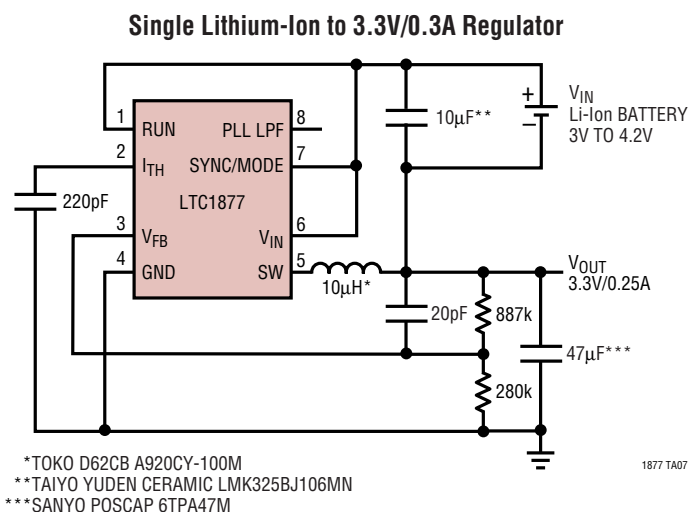 Single Lithium-Ion to 3.3V/0.3A Regulator
1
RUN
PLL LPF
8
2
ITH
SYNC/MODE
7
LTC1877
3
VFB
VIN
6
4
GND
SW
5
220pF
10µF**
+
–
VIN
Li-Ion BATTERY
3V TO 4.2V
10µH*
VOUT
3.3V/0.25A
20pF
887k
47µF***
280k
*TOKO D62CB A920CY-100M
**TAIYO YUDEN CERAMIC LMK325BJ106MN
***SANYO POSCAP 6TPA47M
1877 TA07